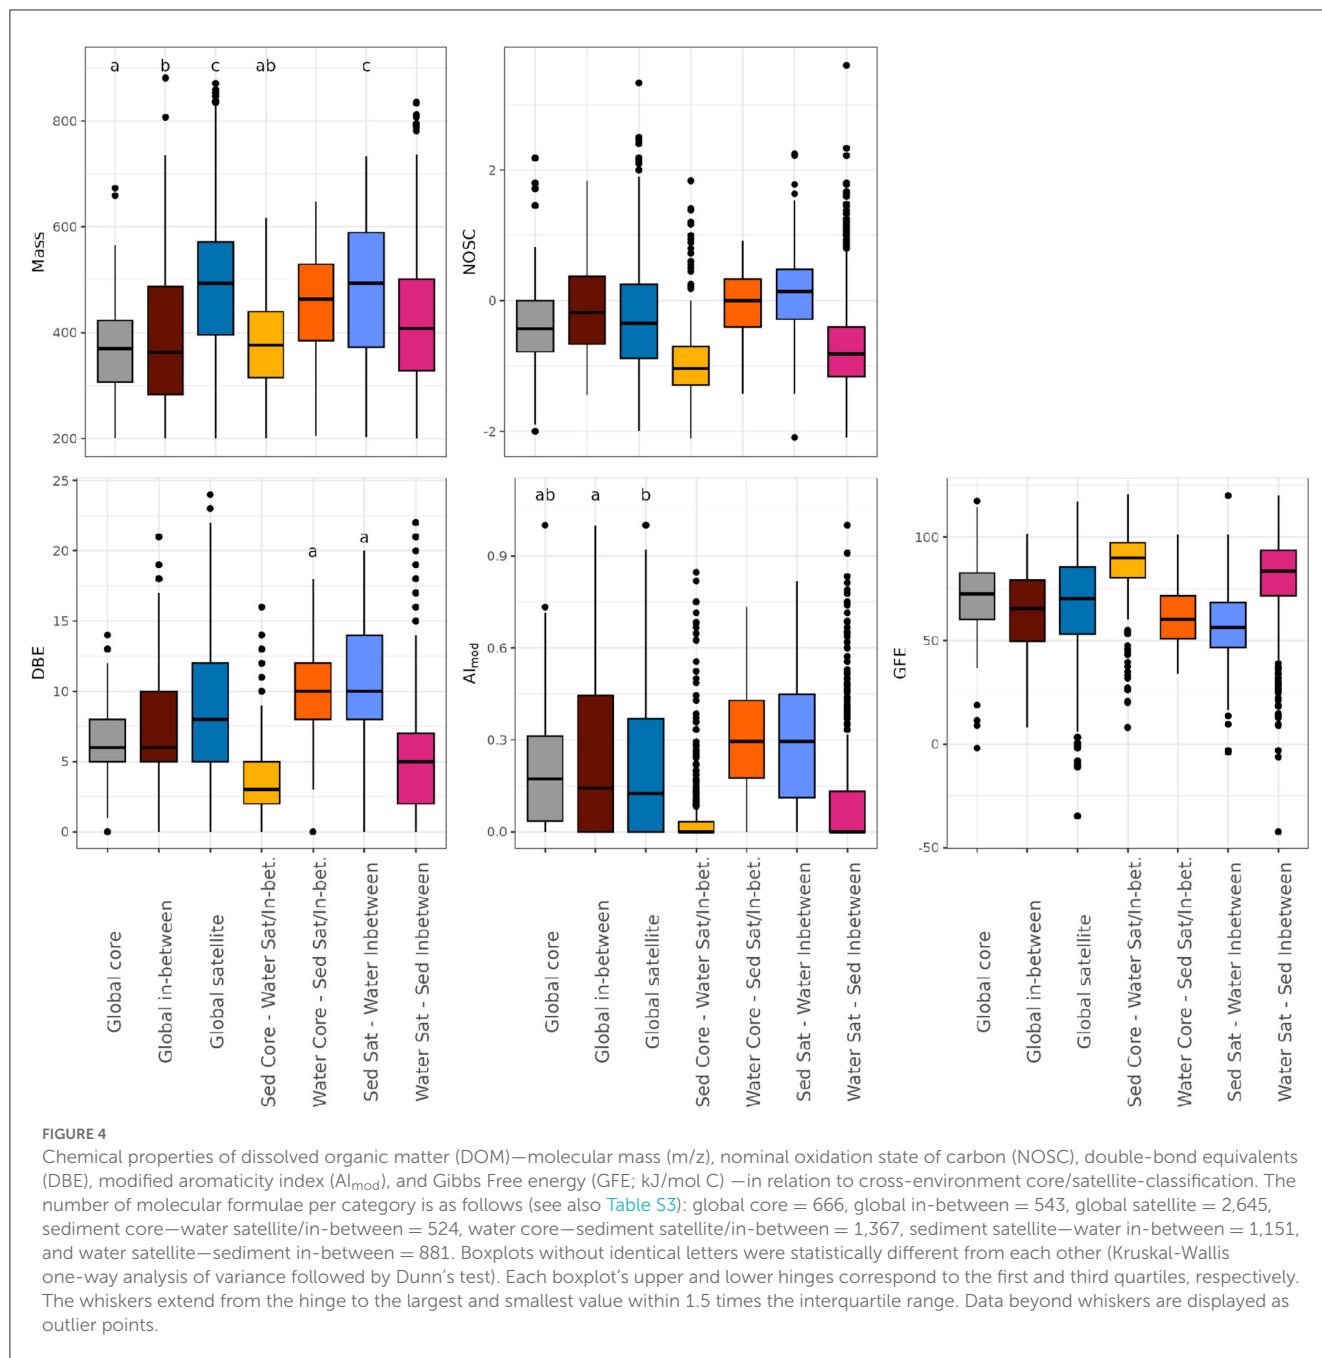 a b c ab c
Mass
800
600
400
200
NOSC
2
0
-2
DBE
25
20
15
10
5
0
a a
AI mod
0.9
0.6
0.3
0.0
ab a b
GFE
100
50
0
-50
Global core
Global in-between
Global satellite
Sed Core - Water Sat/In-bet.
Water Core - Sed Sat/In-bet.
Sed Sat - Water Inbetween
Water Sat - Sed Inbetween
Global core
Global in-between
Global satellite
Sed Core - Water Sat/In-bet.
Water Core - Sed Sat/In-bet.
Sed Sat - Water Inbetween
Water Sat - Sed Inbetween
Global core
Global in-between
Global satellite
Sed Core - Water Sat/In-bet.
Water Core - Sed Sat/In-bet.
Sed Sat - Water Inbetween
Water Sat - Sed Inbetween
FIGURE 4
Chemical properties of dissolved organic matter (DOM)—molecular mass (m/z), nominal oxidation state of carbon (NOSC), double-bond equivalents
(DBE), modified aromaticity index (AImod), and Gibbs Free energy (GFE; kJ/mol C) —in relation to cross-environment core/satellite-classification. The
number of molecular formulae per category is as follows (see also Table S3): global core = 666, global in-between = 543, global satellite = 2,645,
sediment core—water satellite/in-between = 524, water core—sediment satellite/in-between = 1,367, sediment satellite—water in-between = 1,151,
and water satellite—sediment in-between = 881. Boxplots without identical letters were statistically different from each other (Kruskal-Wallis
one-way analysis of variance followed by Dunn's test). Each boxplot's upper and lower hinges correspond to the first and third quartiles, respectively.
The whiskers extend from the hinge to the largest and smallest value within 1.5 times the interquartile range. Data beyond whiskers are displayed as
outlier points.